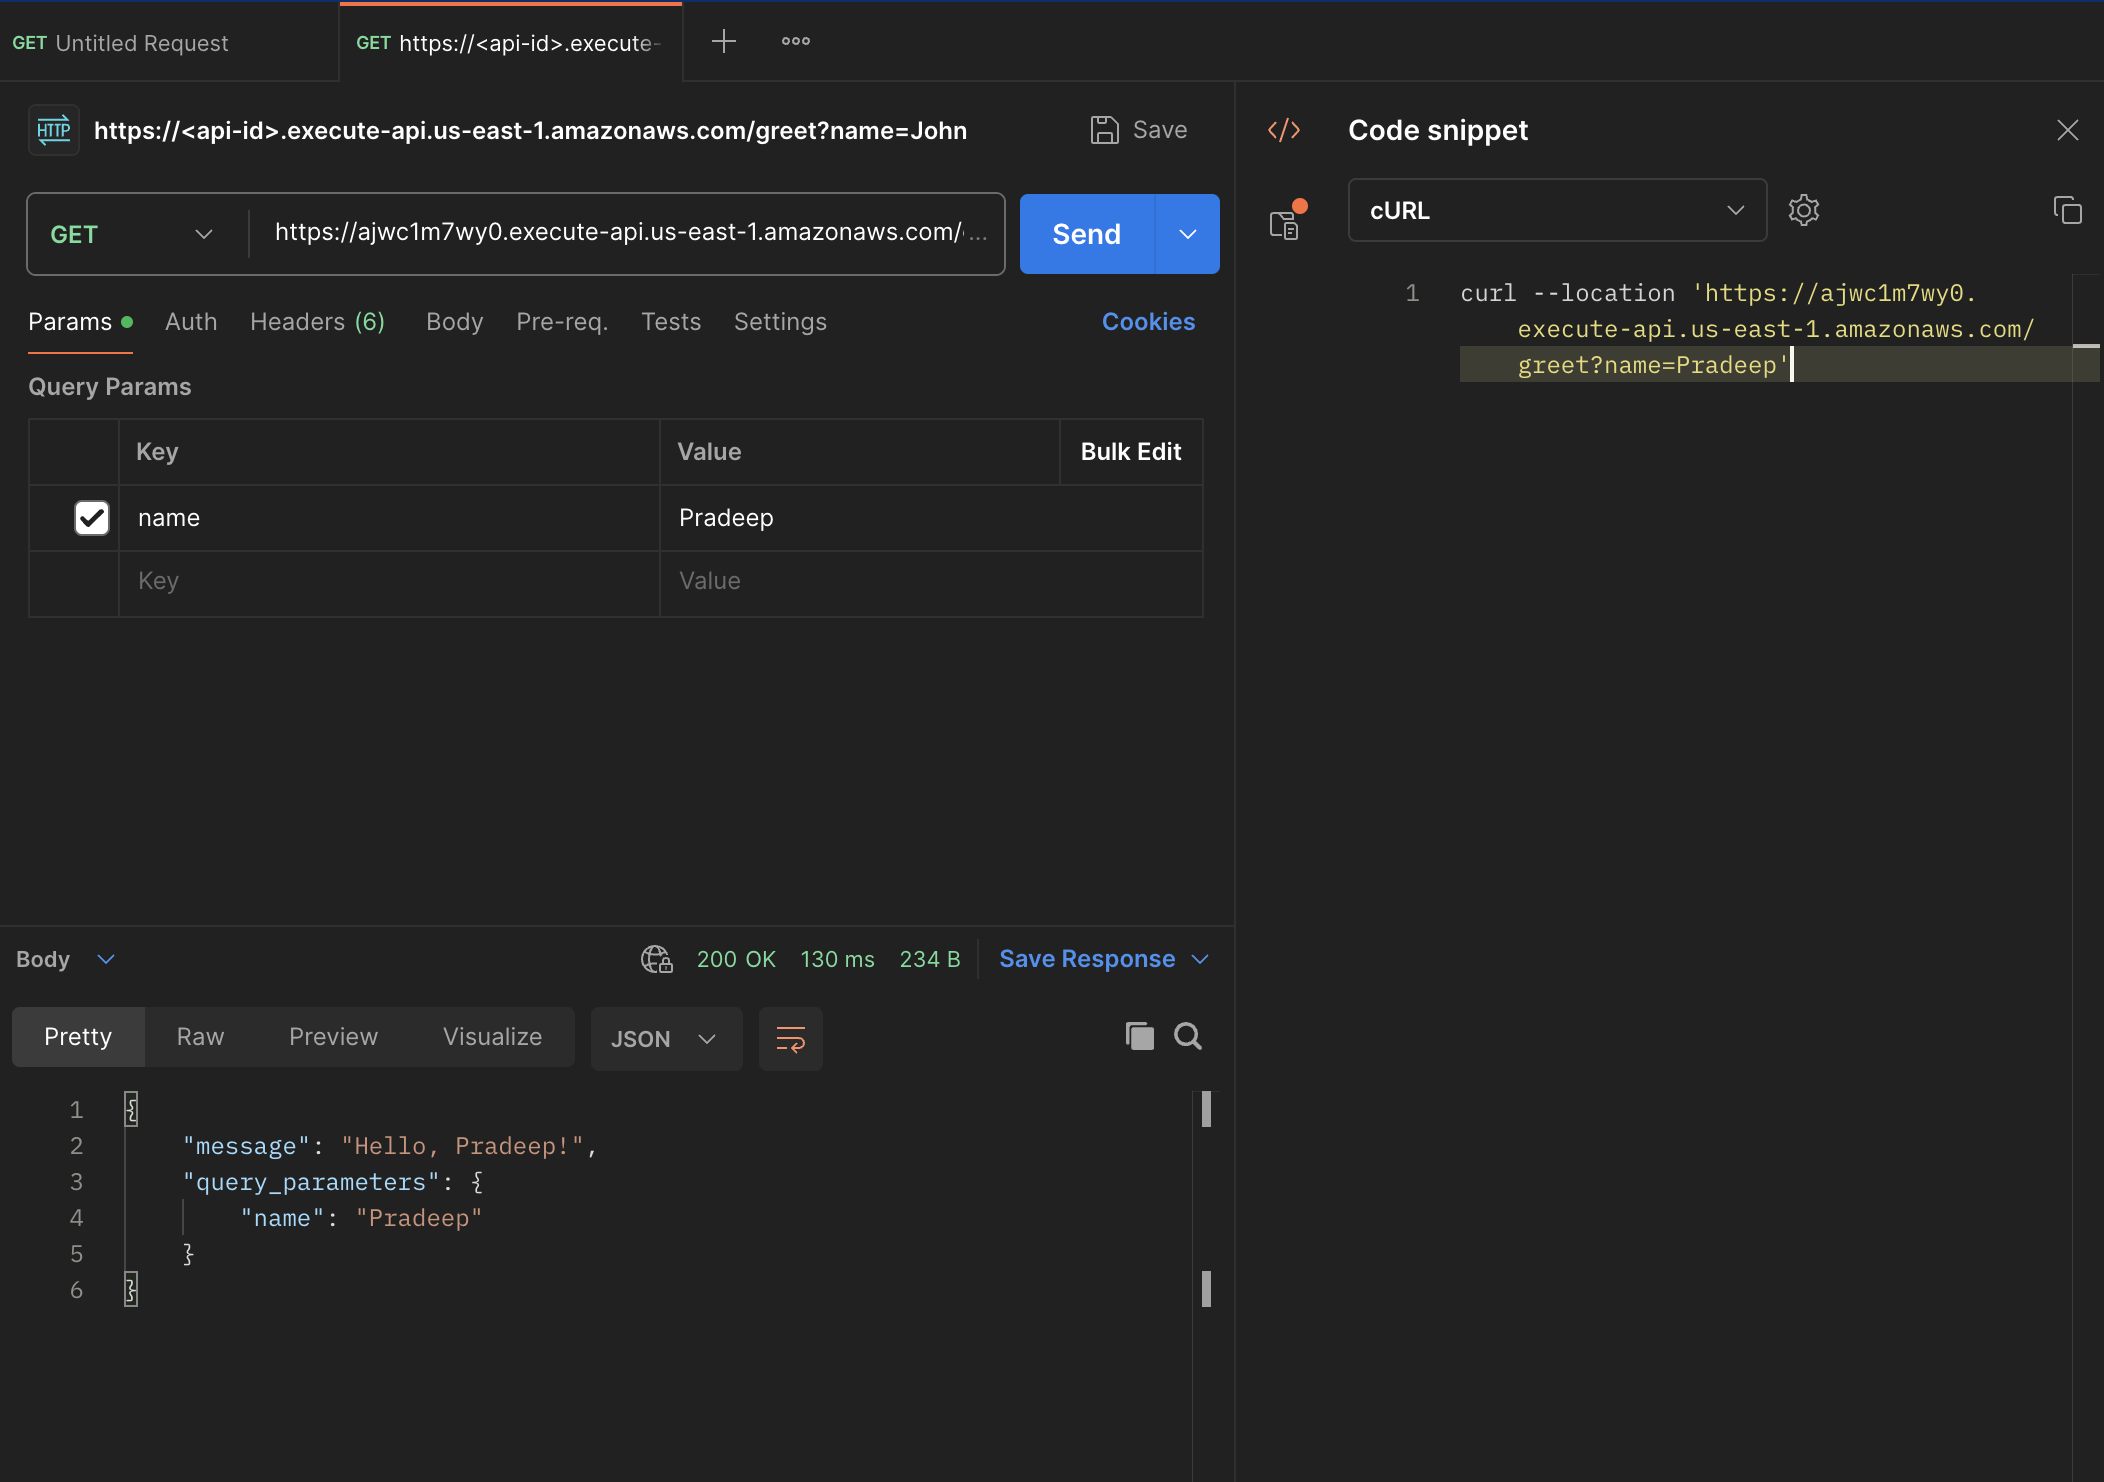 GET Untitled Request
GET https://<api-id>.execute-
HTTP
https://<api-id>.execute-api.us-east-1.amazonaws.com/greet?name=John
Save
GET
https://ajwc1m7wy0.execute-api.us-east-1.amazonaws.com/ ...
Send
Params
Auth
Headers (6)
Body
Pre-req.
Tests
Settings
Cookies
Query Params
Key
Value
Bulk Edit
name
Pradeep
Key
Value
Code snippet
cURL
1 curl --location 'https://ajwc1m7wy0.
execute-api.us-east-1.amazonaws.com/
greet?name=Pradeep'
Body
200 OK
130 ms
234 B
Save Response
Pretty
Raw
Preview
Visualize
JSON
1 {
2 "message": "Hello, Pradeep!",
3 "query_parameters": {
4 "name": "Pradeep"
5 }
6 }